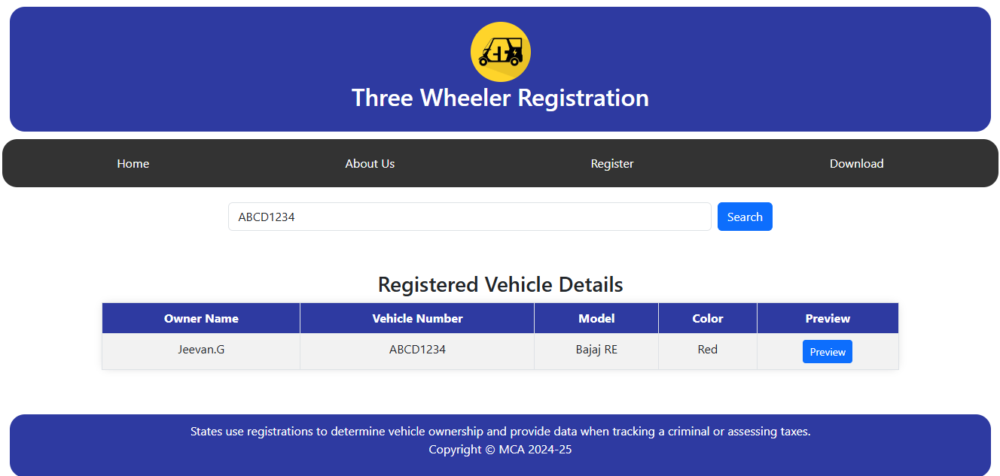 Three Wheeler Registration
Home About Us Register Download
ABCD1234 Search
Registered Vehicle Details
Owner Name Vehicle Number Model Color Preview
Jeevan.G ABCD1234 Bajaj RE Red Preview
States use registrations to determine vehicle ownership and provide data when tracking a criminal or assessing taxes.
Copyright © MCA 2024-25